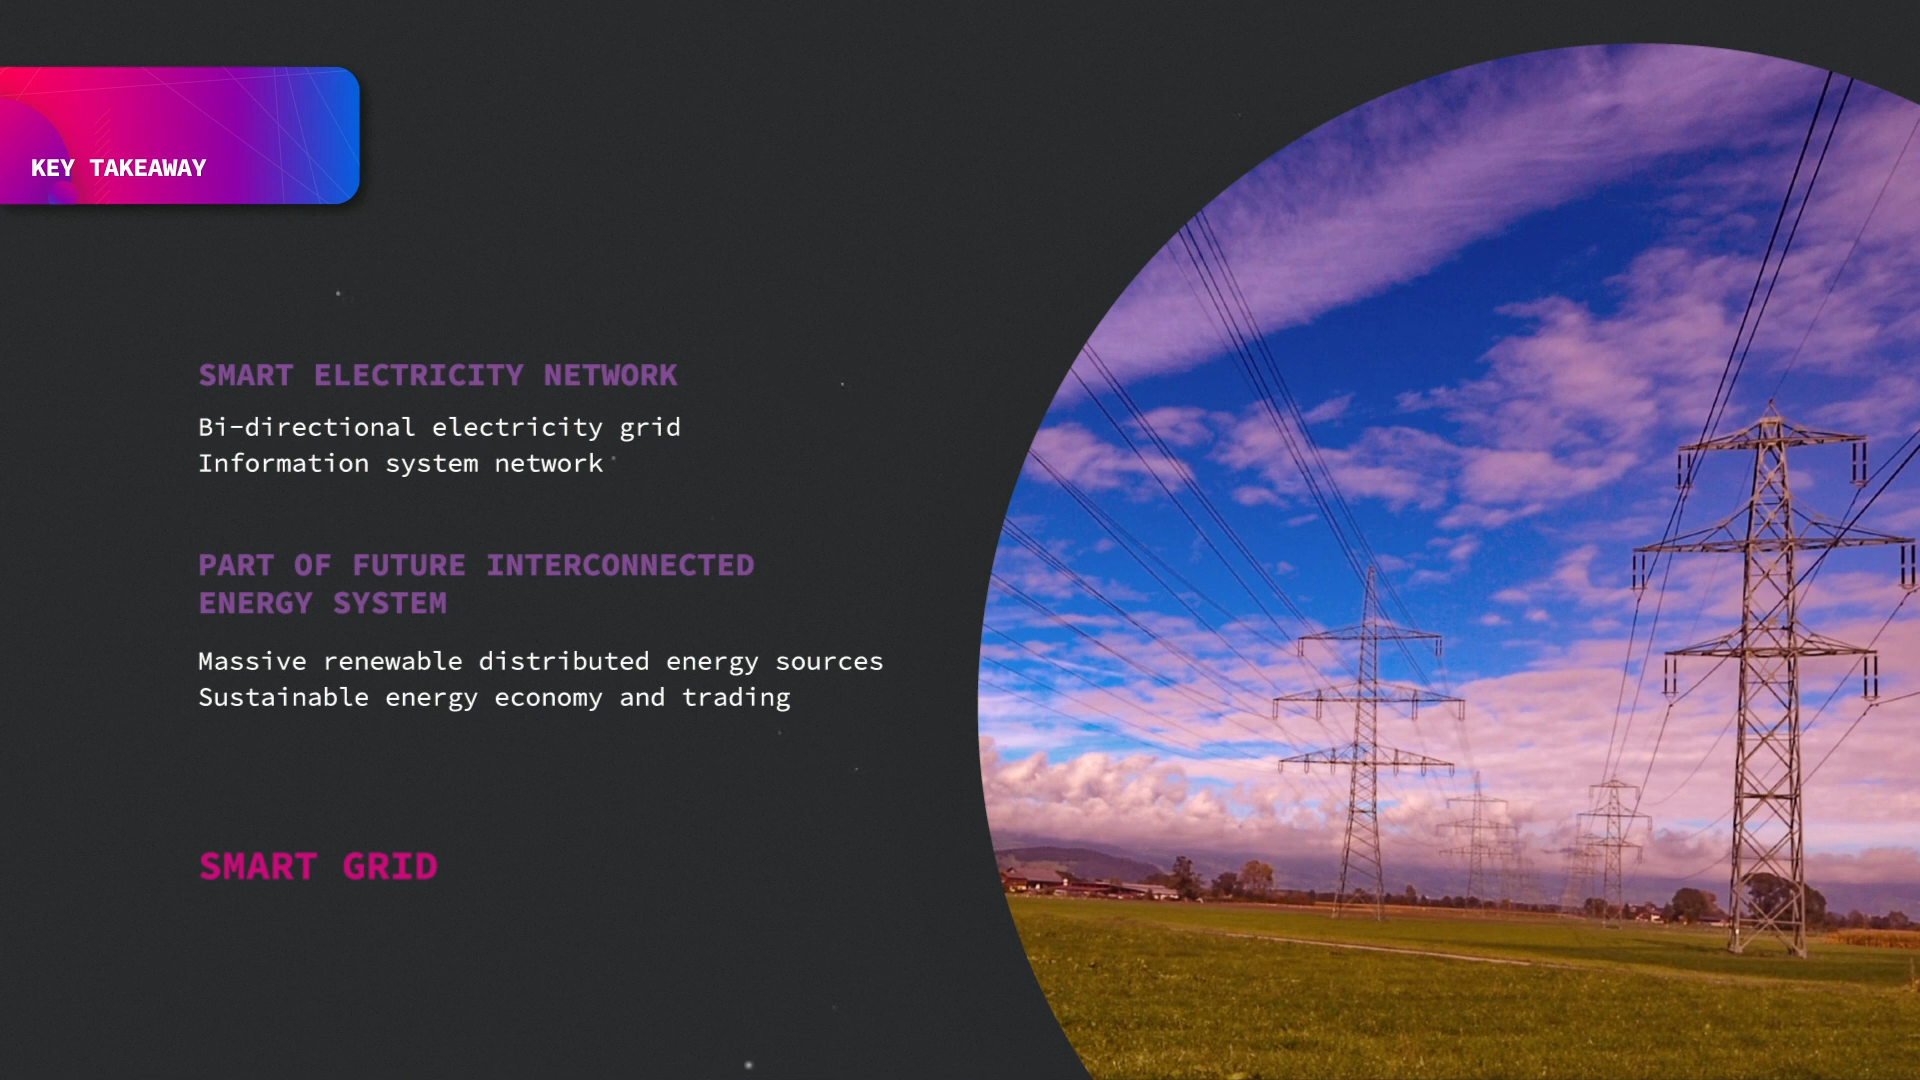 KEY TAKEAWAY
SMART ELECTRICITY NETWORK
Bi-directional electricity grid
Information system network
PART OF FUTURE INTERCONNECTED
ENERGY SYSTEM
Massive renewable distributed energy sources
Sustainable energy economy and trading
SMART GRID